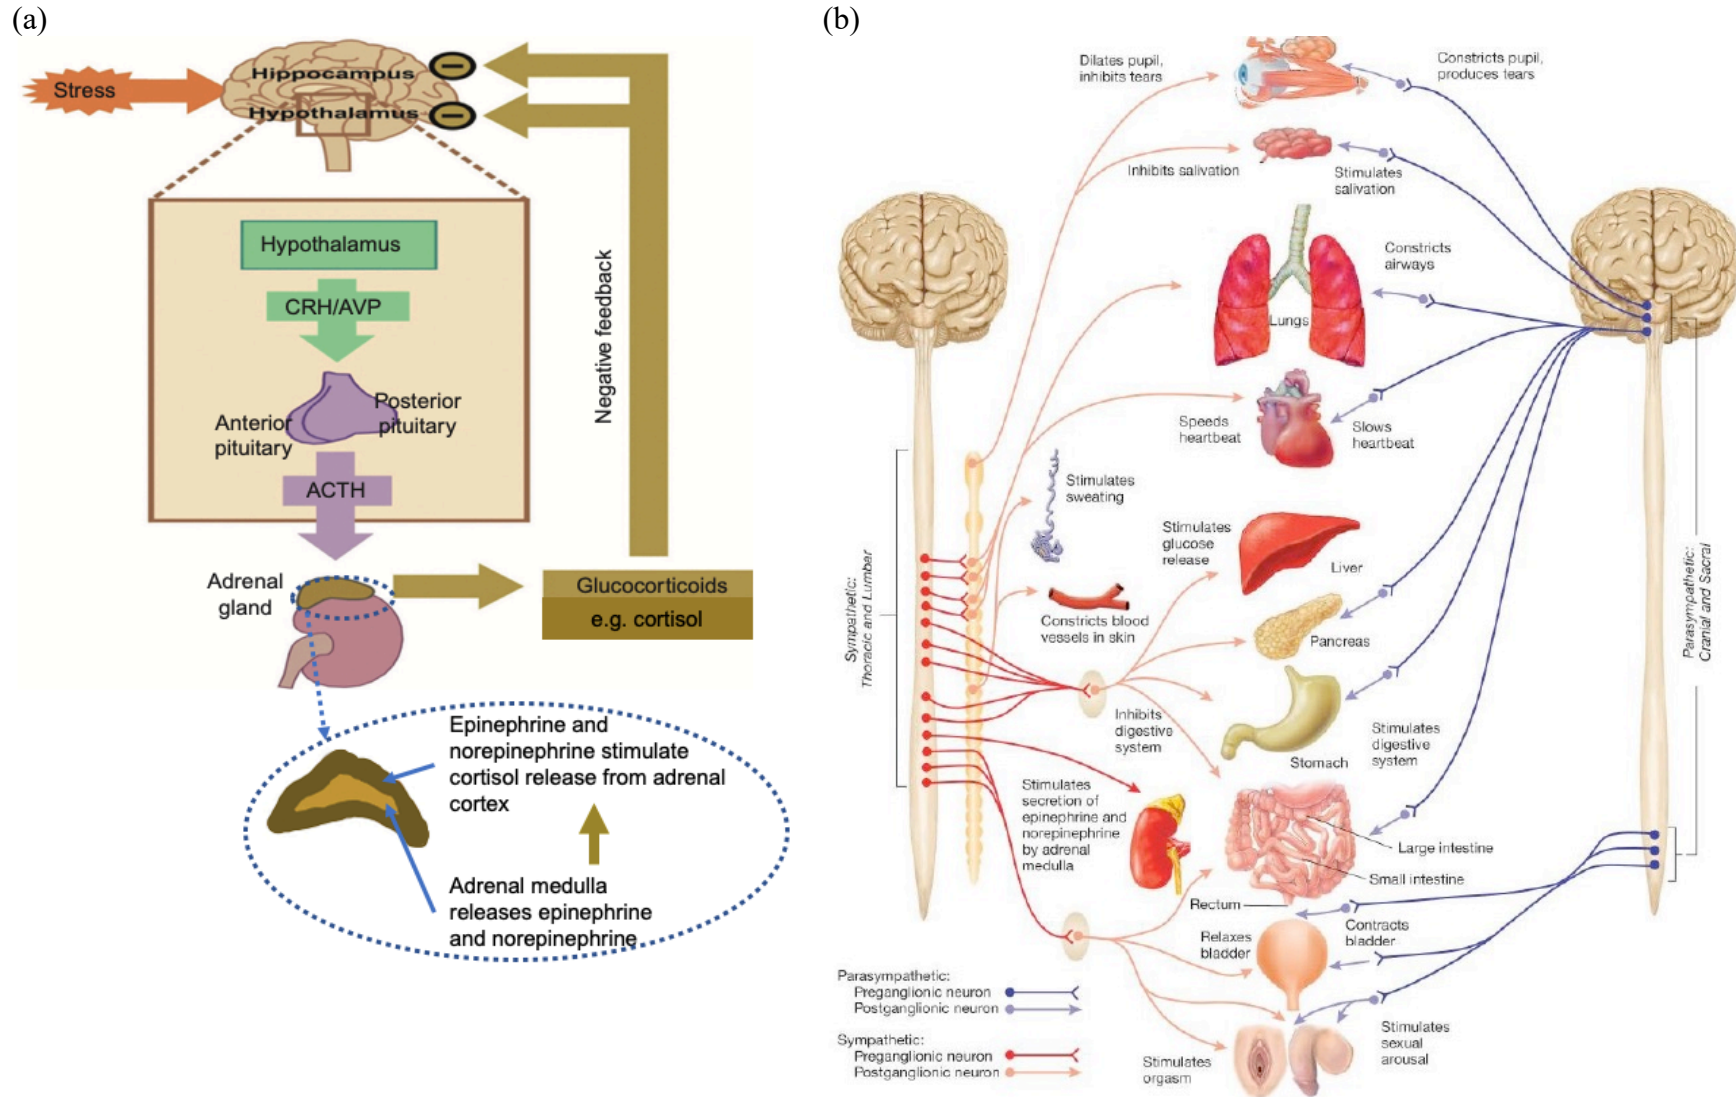 (a)
Stress
Hippocampus
Hypothalamus
Hypothalamus
CRH/AVP
Anterior
pituitary
Posterior
pituitary
ACTH
Negative feedback
Adrenal
gland
Glucocorticoids
e.g. cortisol
Epinephrine and
norepinephrine stimulate
cortisol release from adrenal
cortex
Adrenal medulla
releases epinephrine
and norepinephrine
(b)
Dilates pupil,
inhibits tears
Constricts pupil,
produces tears
Inhibits salivation
Stimulates
salivation
Constricts
airways
Lungs
Speeds
heartbeat
Slows
heartbeat
Stimulates
sweating
Stimulates
glucose
release
Liver
Constricts blood
vessels in skin
Pancreas
Inhibits
digestive
system
Stomach
Stimulates
digestive
system
Stimulates
secretion of
epinephrine and
norepinephrine
by adrenal
medulla
Large intestine
Small intestine
Rectum
Relaxes
bladder
Contracts
bladder
Stimulates
orgasm
Stimulates
sexual
arousal
Sympathetic:
Thoracic and Lumber
Parasympathetic:
Cranial and Sacral
Parasympathetic:
Preganglionic neuron
Postganglionic neuron
Sympathetic:
Preganglionic neuron
Postganglionic neuron